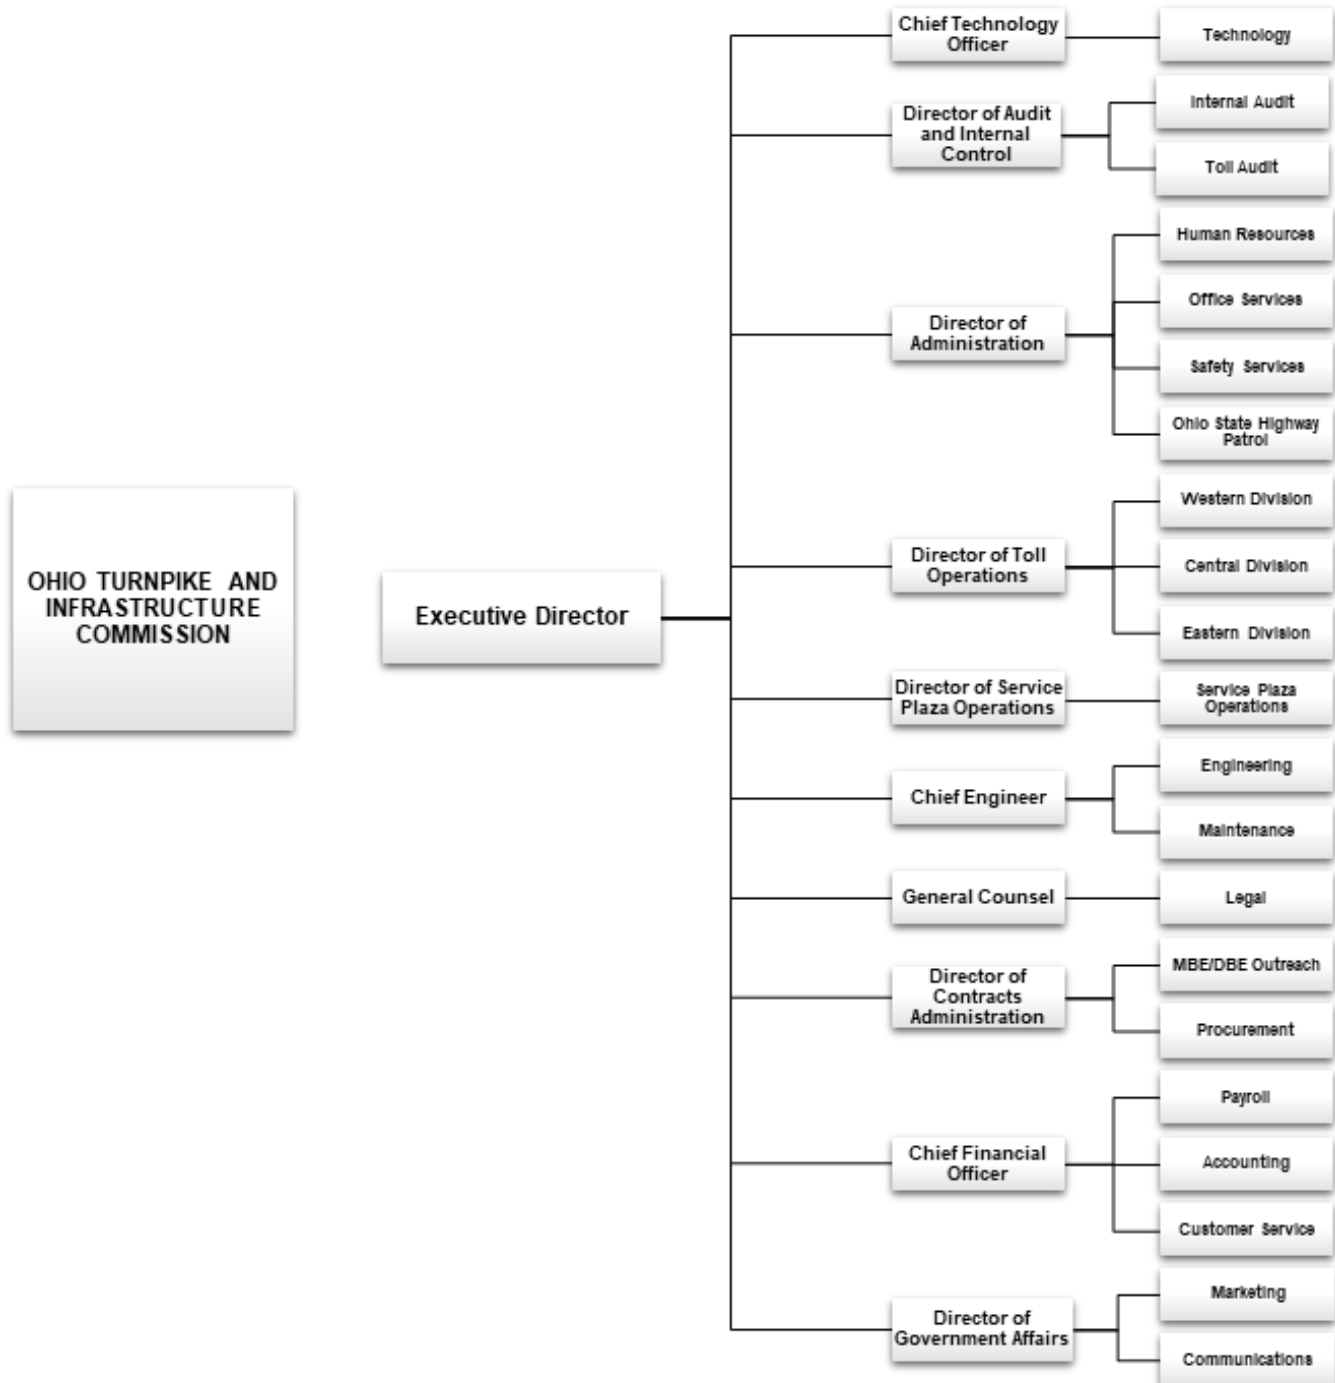 OHIO TURNPIKE AND
INFRASTRUCTURE
COMMISSION
Executive Director
Chief Technology
Officer
Technology
Director of Audit
and Internal
Control
Internal Audit
Toll Audit
Director of
Administration
Human Resources
Office Services
Safety Services
Ohio State Highway
Patrol
Director of Toll
Operations
Western Division
Central Division
Eastern Division
Director of Service
Plaza Operations
Service Plaza
Operations
Chief Engineer
Engineering
Maintenance
General Counsel
Legal
Director of
Contracts
Administration
MBE/DBE Outreach
Procurement
Chief Financial
Officer
Payroll
Accounting
Customer Service
Director of
Government Affairs
Marketing
Communications